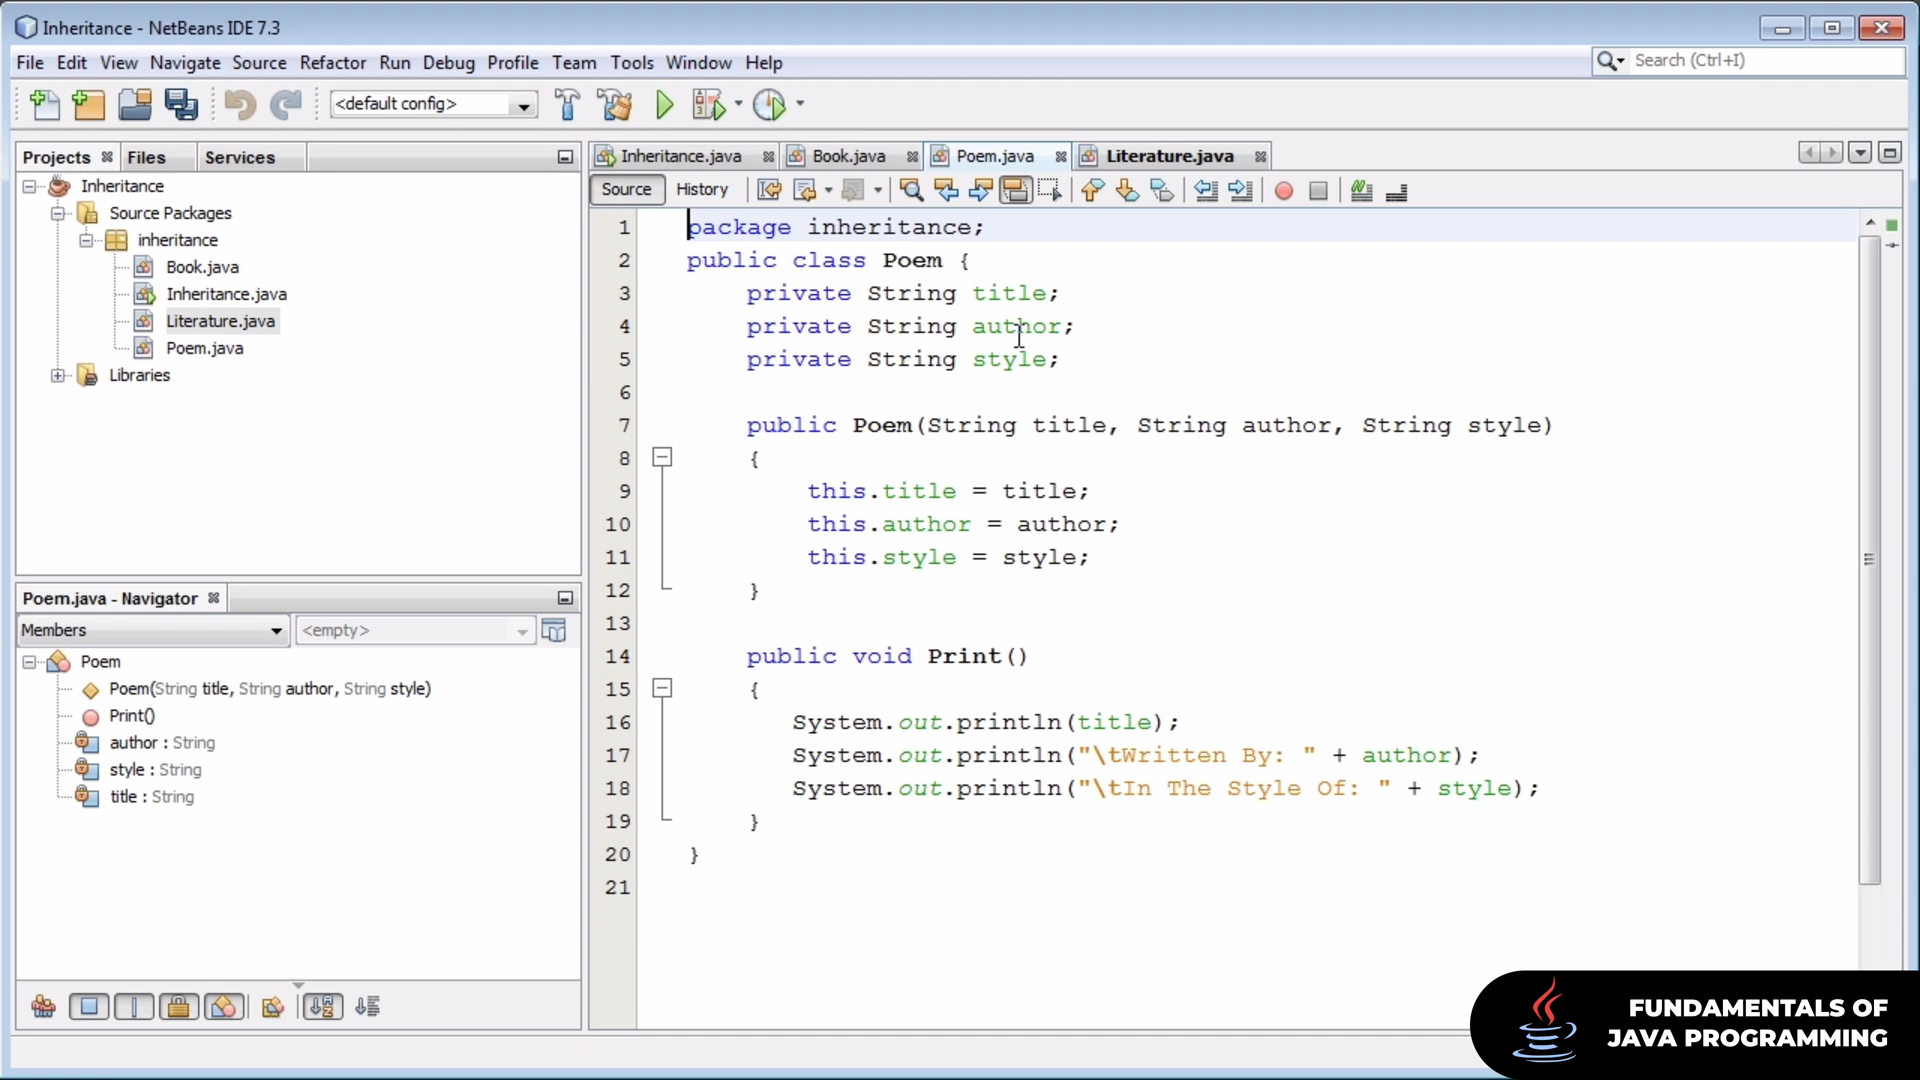 Inheritance - NetBeans IDE 7.3
File Edit View Navigate Source Refactor Run Debug Profile Team Tools Window Help
Search (Ctrl+I)
<default config>
Projects Files Services
Inheritance
Source Packages
inheritance
Book.java
Inheritance.java
Literature.java
Poem.java
Libraries
Poem.java - Navigator
Members <empty>
Poem
Poem(String title, String author, String style)
Print()
author : String
style : String
title : String
Inheritance.java Book.java Poem.java Literature.java
Source History
1 package inheritance;
2 public class Poem {
3 private String title;
4 private String author;
5 private String style;
6
7 public Poem(String title, String author, String style)
8 {
9 this.title = title;
10 this.author = author;
11 this.style = style;
12 }
13
14 public void Print()
15 {
16 System.out.println(title);
17 System.out.println("\tWritten By: " + author);
18 System.out.println("\tIn The Style Of: " + style);
19 }
20 }
21
FUNDAMENTALS OF
JAVA PROGRAMMING